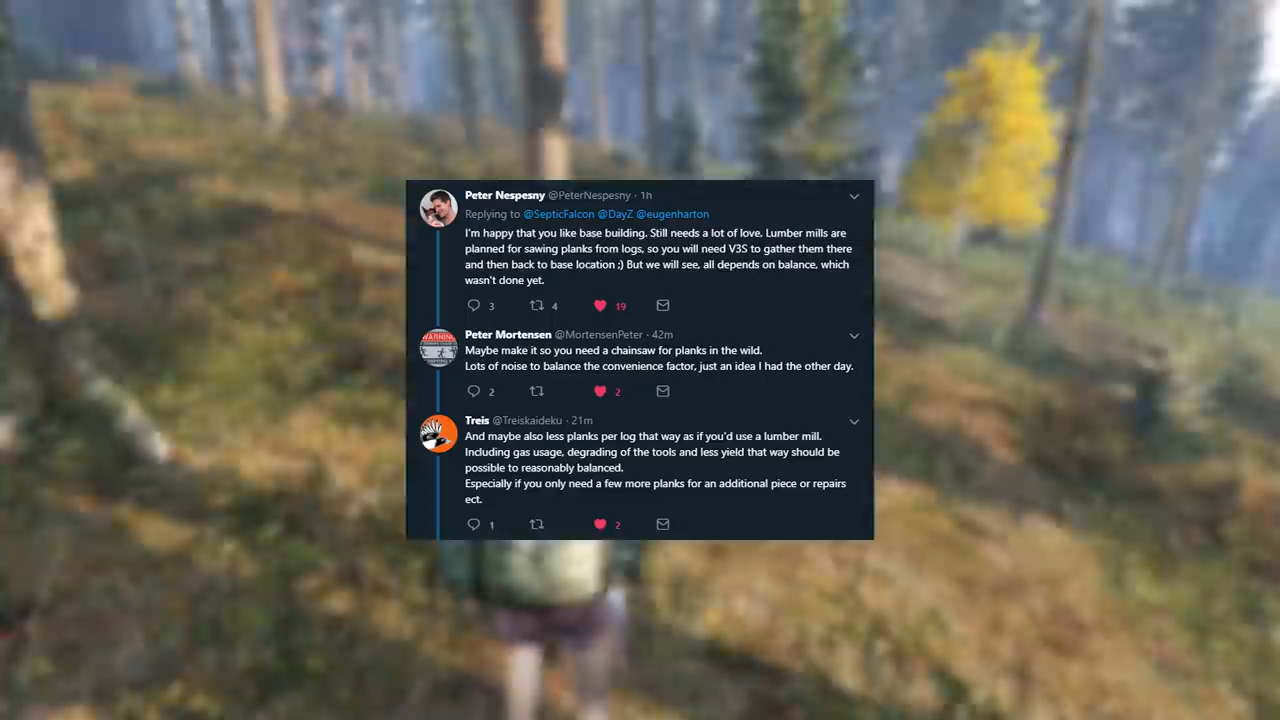 Peter Nespesny @PeterNespesny · 1h
Replying to @SepticFalcon @DayZ @eugenharton
I'm happy that you like base building. Still needs a lot of love. Lumber mills are
planned for sawing planks from logs, so you will need V3S to gather them there
and then back to base location ;) But we will see, all depends on balance, which
wasn't done yet.
3 4 19
Peter Mortensen @MortensenPeter · 42m
Maybe make it so you need a chainsaw for planks in the wild.
Lots of noise to balance the convenience factor, just an idea I had the other day.
2 2
Treis @Treiskaideku · 21m
And maybe also less planks per log that way as if you'd use a lumber mill.
Including gas usage, degrading of the tools and less yield that way should be
possible to reasonably balanced.
Especially if you only need a few more planks for an additional piece or repairs
ect.
1 2
WARNING